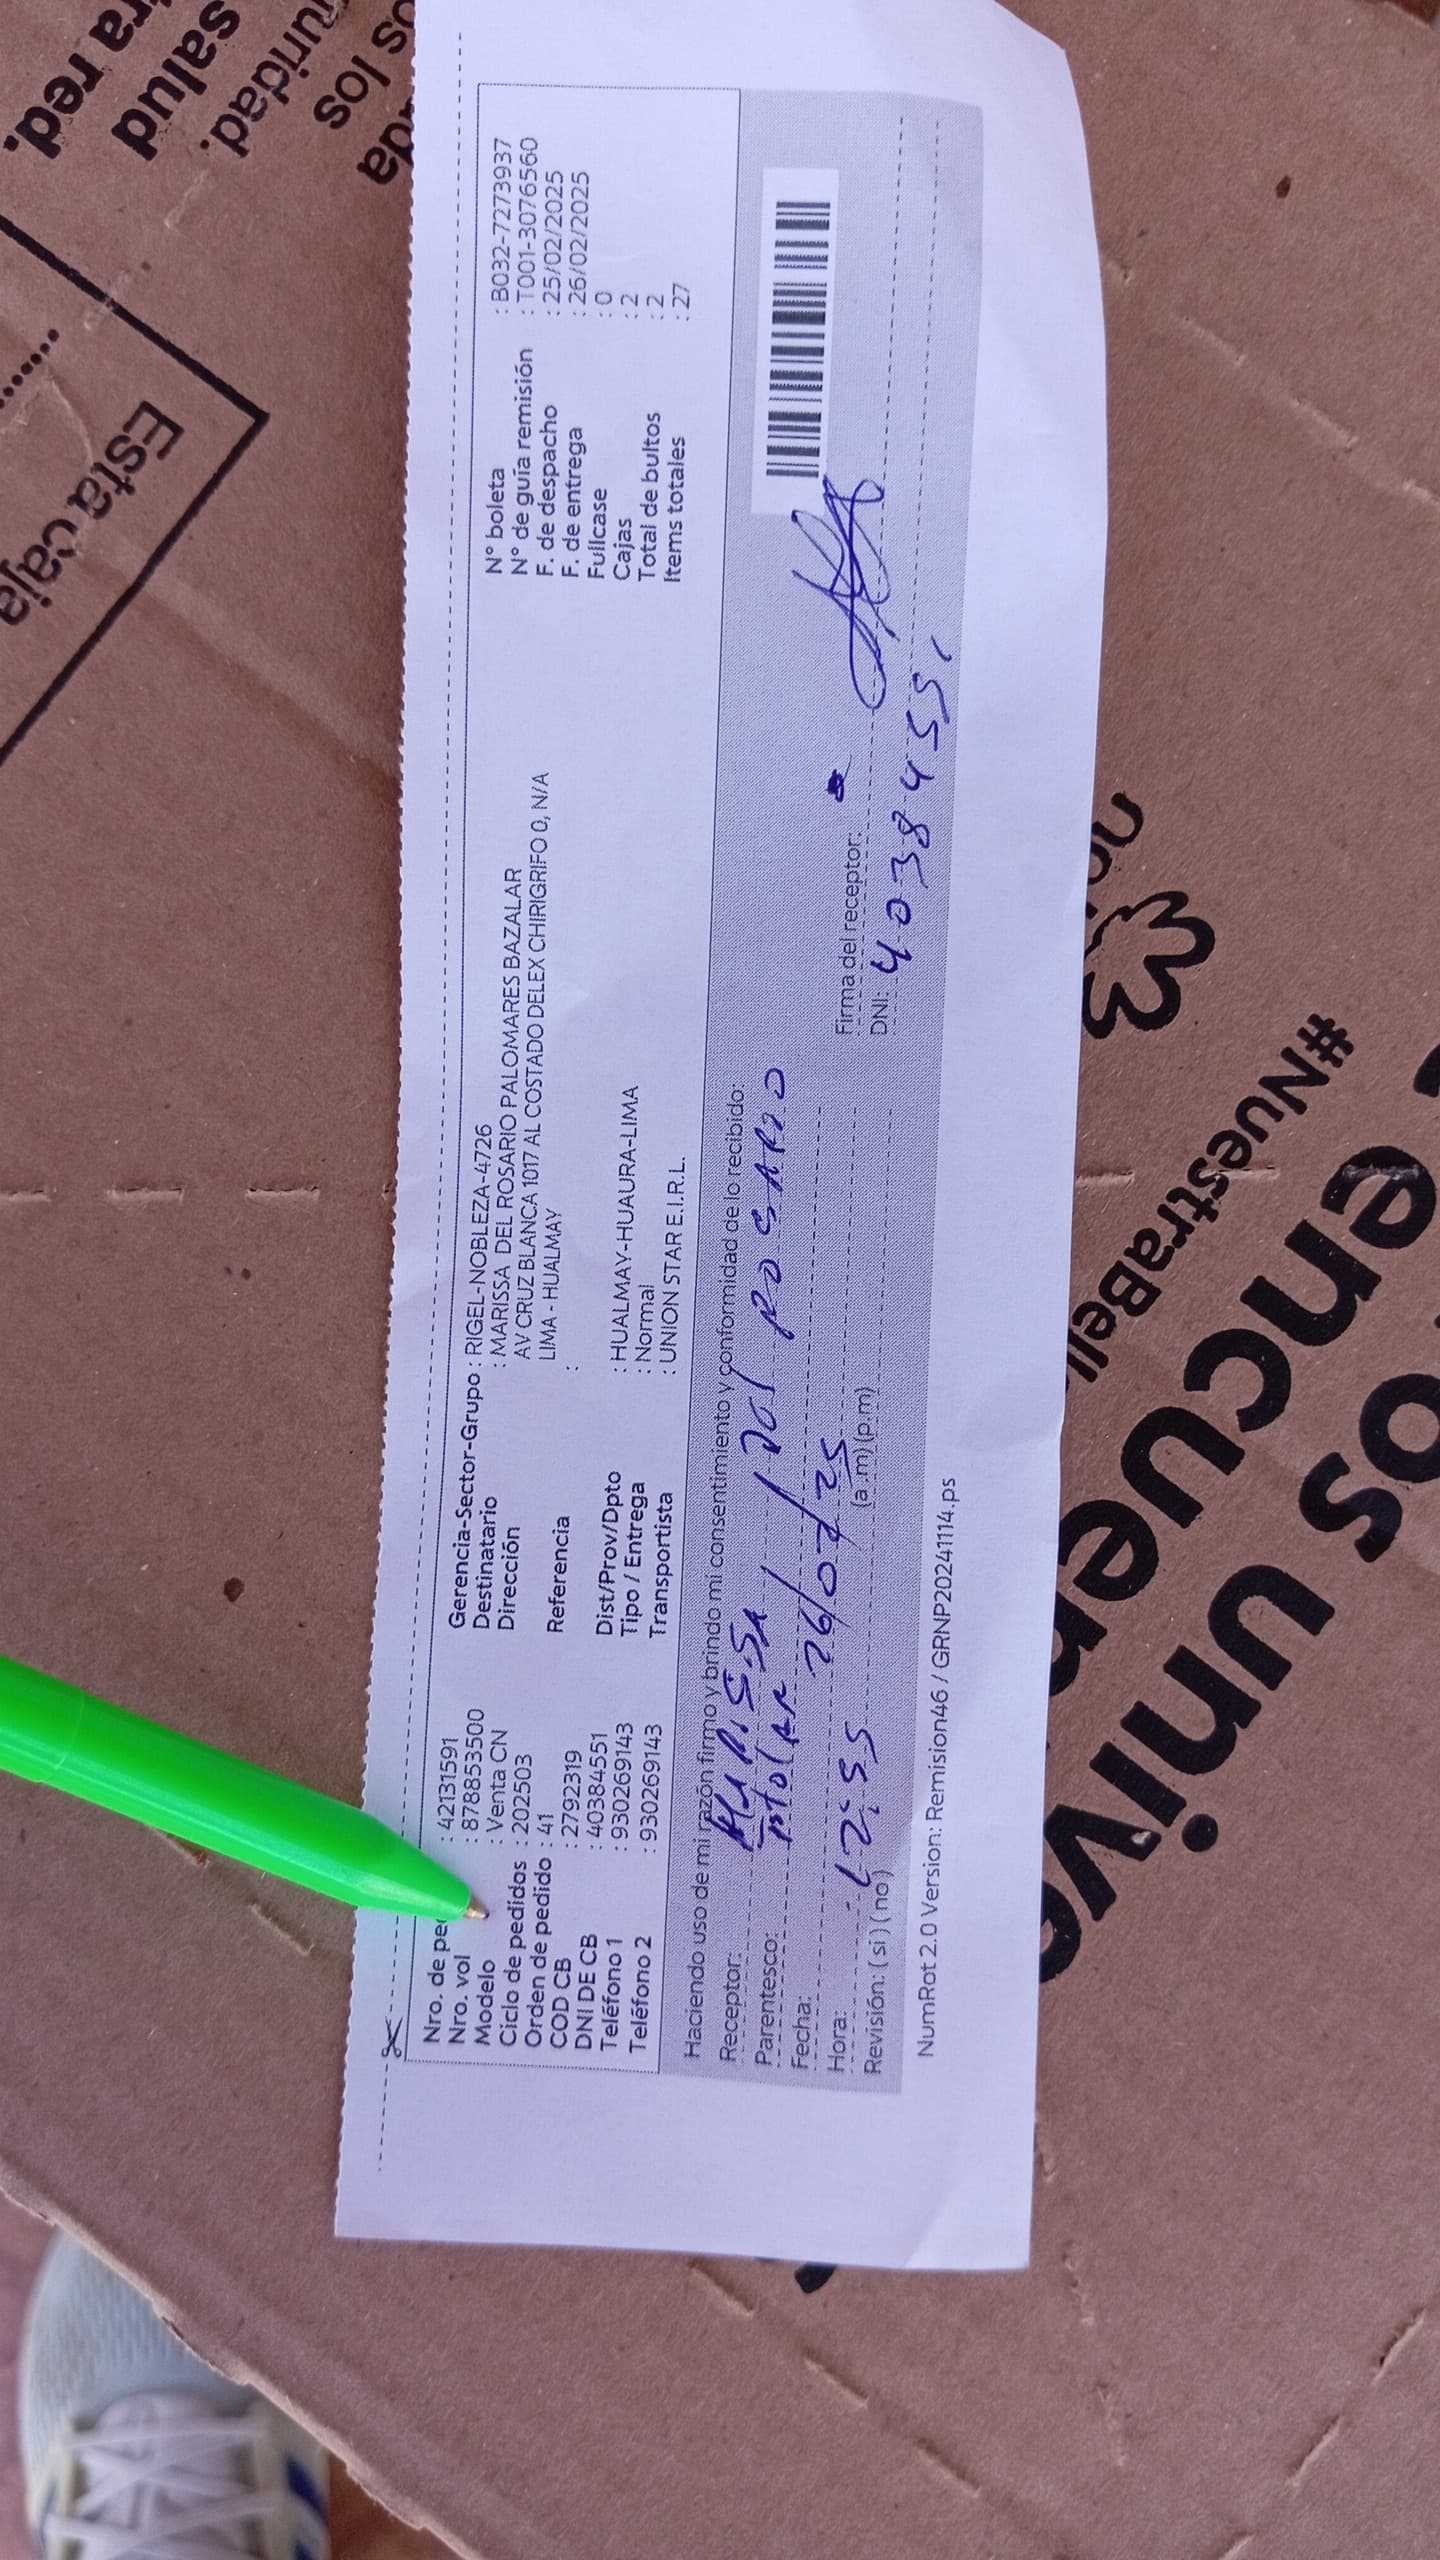 Nro. de pe : 42131591
Nro. vol : 878853500
Modelo : Venta CN
Ciclo de pedidos : 202503
Orden de pedido : 41
COD CB : 2792319
DNI DE CB : 40384551
Teléfono 1 : 930269143
Teléfono 2 : 930269143
Gerencia-Sector-Grupo : RIGEL-NOBLEZA-4726
Destinatario : MARISSA DEL ROSARIO PALOMARES BAZALAR
Dirección AV CRUZ BLANCA 1017 AL COSTADO DELEX CHIRIGRIFO 0, N/A
LIMA - HUALMAY
Referencia :
Dist/Prov/Dpto : HUALMAY-HUAURA-LIMA
Tipo / Entrega : Normal
Transportista : UNION STAR E.I.R.L.
N° boleta : B032-7273937
N° de guía remisión : T001-3076560
F. de despacho : 25/02/2025
F. de entrega : 26/02/2025
Fullcase : 0
Cajas : 2
Total de bultos : 2
Items totales : 27
Haciendo uso de mi razón firmo y brindo mi consentimiento y conformidad de lo recibido:
Receptor: MARISSA del ROSARIO
Parentesco: titular
Fecha: 26/02/25
Hora: 12:55 (a.m) (p.m)
Revisión: ( si ) ( no )
Firma del receptor:
DNI: 40384551
NumRot 2.0 Version: Remision46 / GRNP20241114.ps
ra red.
salud
uridad.
os los
da
Esta caja
#NuestraBell
encuen
os univ